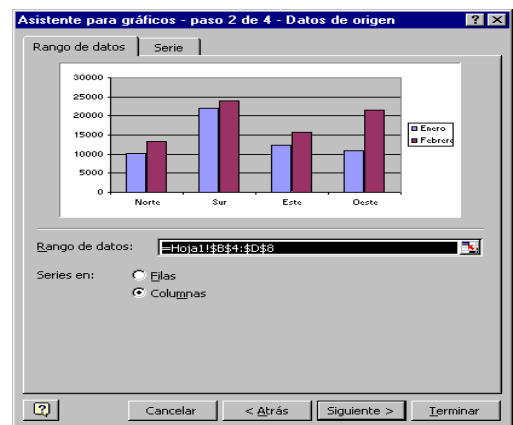 Asistente para gráficos - paso 2 de 4 - Datos de origen
Rango de datos Serie
30000
25000
20000
15000
10000
5000
0
Enero
Febrero
Norte Sur Este Oeste
Rango de datos: =Hoja1!$B$4:$D$8
Series en: Filas
Columnas
Cancelar < Atrás Siguiente > Terminar